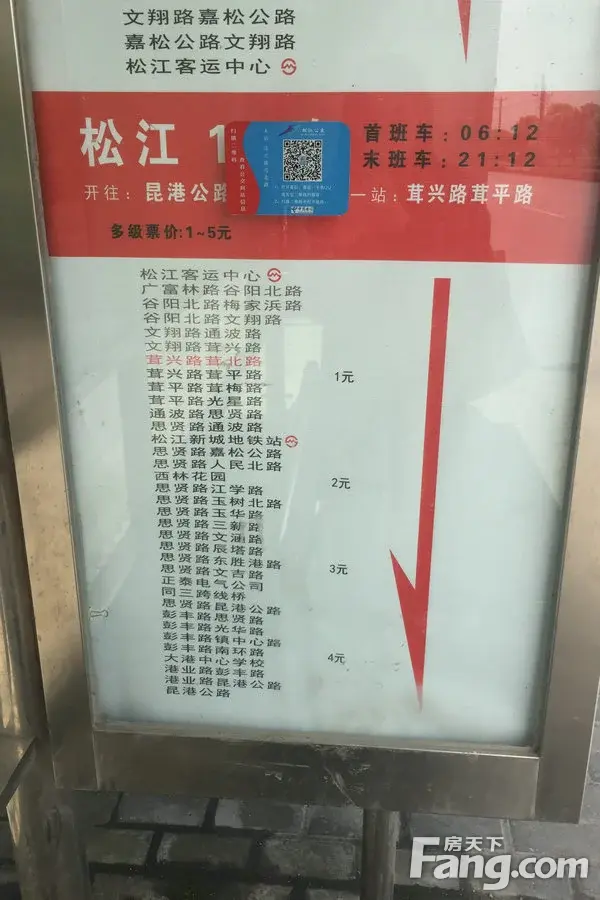 文翔路嘉松公路
嘉松公路文翔路
松江客运中心
松江 1
首班车:06:12
末班车:21:12
开往:昆港公路
一站:茸兴路茸平路
多级票价:1~5元
松江客运中心
广富林路谷阳北路
谷阳北路梅家浜路
谷阳北路文翔路
文翔路通波路
文翔路茸兴路
茸兴路茸北路
茸兴路茸平路
茸平路茸梅路
茸平路光星路
通波路思贤路
思贤路通波路
松江新城地铁站
思贤路嘉松公路
思贤路人民北路
西林花园
思贤路江学路
思贤路玉树北路
思贤路玉华路
思贤路三新路
思贤路文涵路
思贤路辰塔路
思贤路东胜港路
思贤路文吉路
正泰电气公司
同三跨线桥
思贤路昆港公路
彭丰路思贤路
彭丰路光华路
彭丰路镇中心路
彭丰路南环路
大港中心学校
港业路彭丰路
港业路昆港公路
昆港公路
1元
2元
3元
4元
房天下
Fang.com